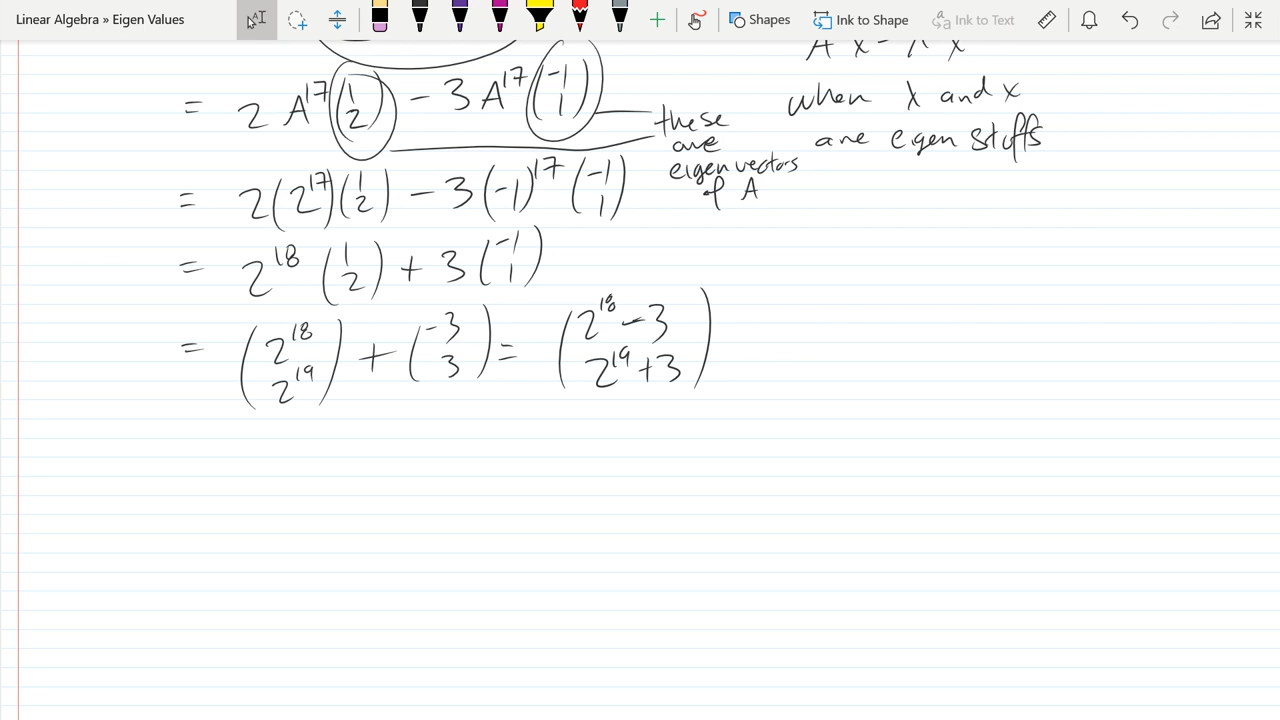 Linear Algebra » Eigen Values
Shapes
Ink to Shape
Ink to Text
= 2 A^17 (1 2) - 3 A^17 (-1 1)
these
are
eigenvectors
of A
when λ and x
are eigen stuffs
= 2(2^17)(1 2) - 3(-1)^17 (-1 1)
= 2^18 (1 2) + 3(-1 1)
= (2^18 2^19) + (-3 3) = (2^18 - 3 2^19 + 3)